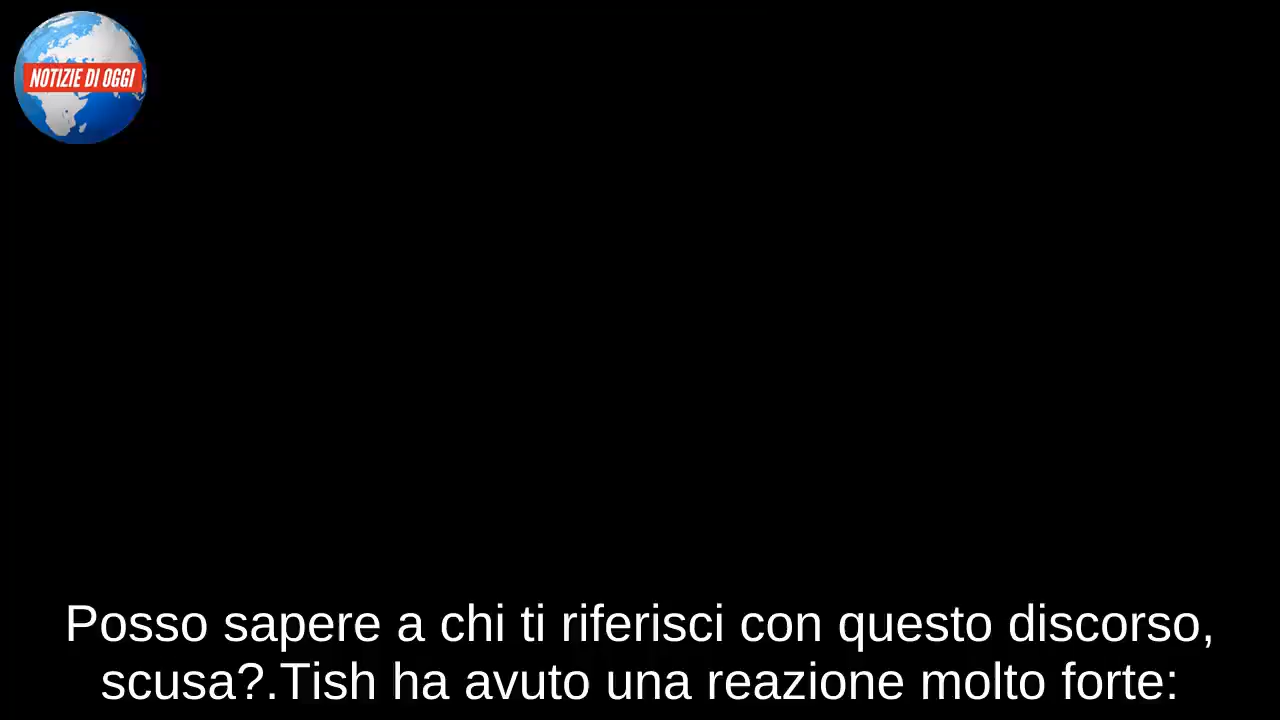 NOTIZIE DI OGGI
Posso sapere a chi ti riferisci con questo discorso,
scusa?.Tish ha avuto una reazione molto forte: